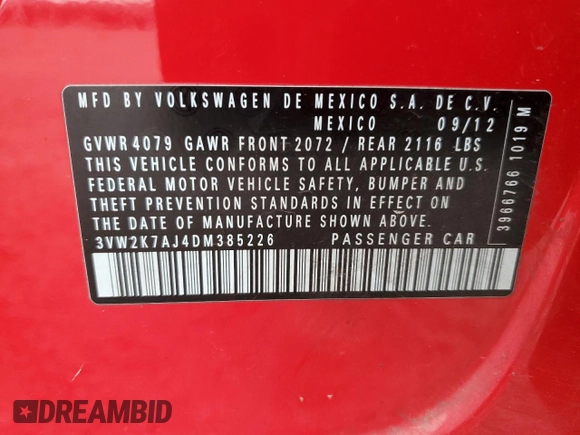 MFD BY VOLKSWAGEN DE MEXICO S.A. DE C.V.
MEXICO 09/12
GVWR 4079 GAWR FRONT 2072 / REAR 2116 LBS
THIS VEHICLE CONFORMS TO ALL APPLICABLE U.S.
FEDERAL MOTOR VEHICLE SAFETY, BUMPER AND
THEFT PREVENTION STANDARDS IN EFFECT ON
THE DATE OF MANUFACTURE SHOWN ABOVE.
3VW2K7AJ4DM385226 PASSENGER CAR
3966766 1019 M
DREAMBID